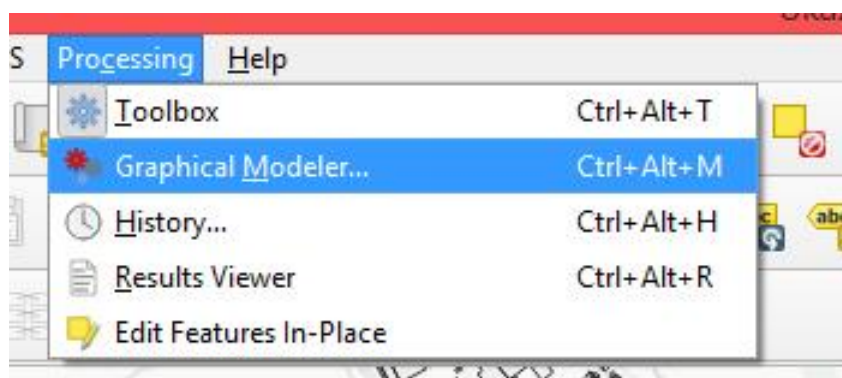 S Processing Help
Toolbox Ctrl+Alt+T
Graphical Modeler... Ctrl+Alt+M
History... Ctrl+Alt+H
Results Viewer Ctrl+Alt+R
Edit Features In-Place